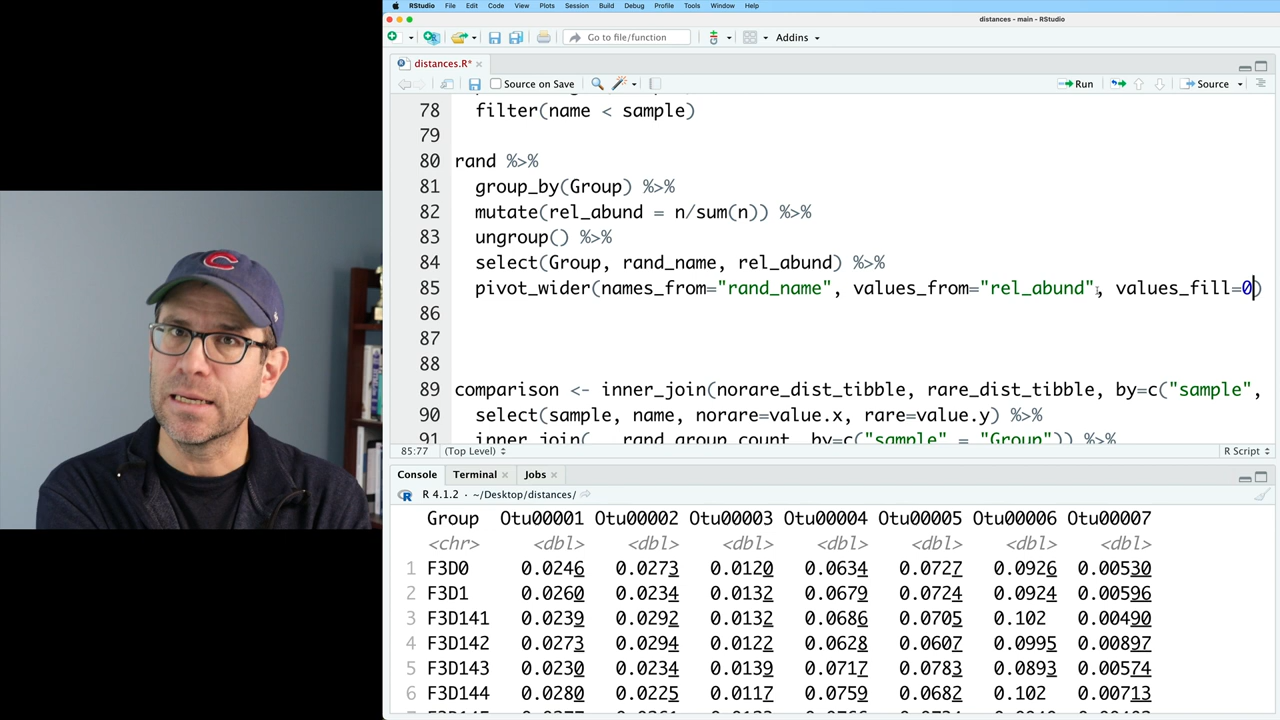 RStudio File Edit Code View Plots Session Build Debug Profile Tools Window Help
distances - main - RStudio
Go to file/function Addins
distances.R*
Source on Save Run Source
78 filter(name < sample)
79
80 rand %>%
81 group_by(Group) %>%
82 mutate(rel_abund = n/sum(n)) %>%
83 ungroup() %>%
84 select(Group, rand_name, rel_abund) %>%
85 pivot_wider(names_from="rand_name", values_from="rel_abund", values_fill=0)
86
87
88
89 comparison <- inner_join(norare_dist_tibble, rare_dist_tibble, by=c("sample",
90 select(sample, name, norare=value.x, rare=value.y) %>%
91 inner_join(., rand_group_count, by=c("sample" = "Group")) %>%
85:77 (Top Level) R Script
Console Terminal Jobs
R 4.1.2 · ~/Desktop/distances/
Group Otu00001 Otu00002 Otu00003 Otu00004 Otu00005 Otu00006 Otu00007
<chr> <dbl> <dbl> <dbl> <dbl> <dbl> <dbl> <dbl>
1 F3D0 0.0246 0.0273 0.0120 0.0634 0.0727 0.0926 0.00530
2 F3D1 0.0260 0.0234 0.0132 0.0679 0.0724 0.0924 0.00596
3 F3D141 0.0239 0.0292 0.0132 0.0686 0.0705 0.102 0.00490
4 F3D142 0.0273 0.0294 0.0122 0.0628 0.0607 0.0995 0.00897
5 F3D143 0.0230 0.0234 0.0139 0.0717 0.0783 0.0893 0.00574
6 F3D144 0.0280 0.0225 0.0117 0.0759 0.0682 0.102 0.00713
C